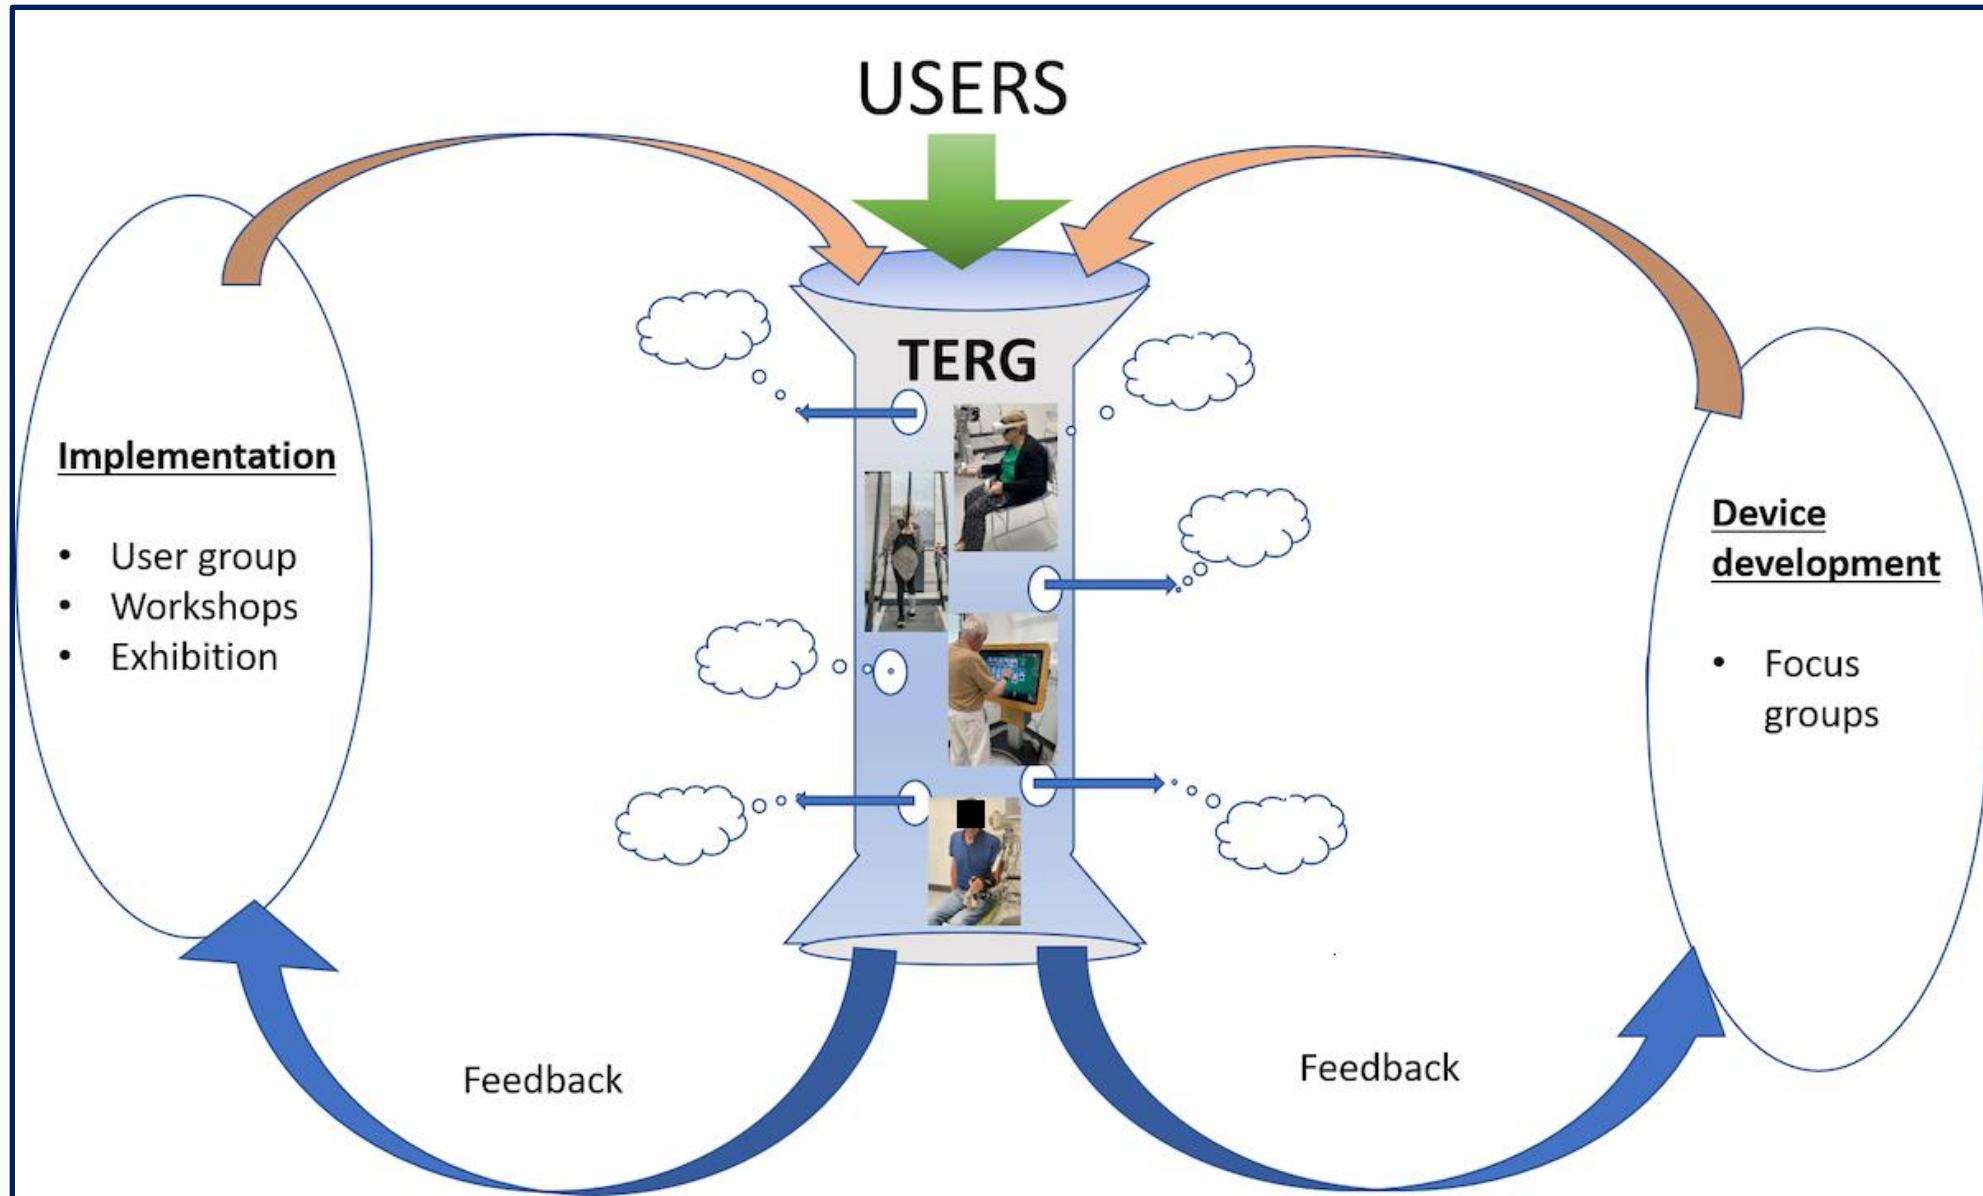 USERS
TERG
Implementation
• User group
• Workshops
• Exhibition
Device
development
• Focus
groups
Feedback
Feedback